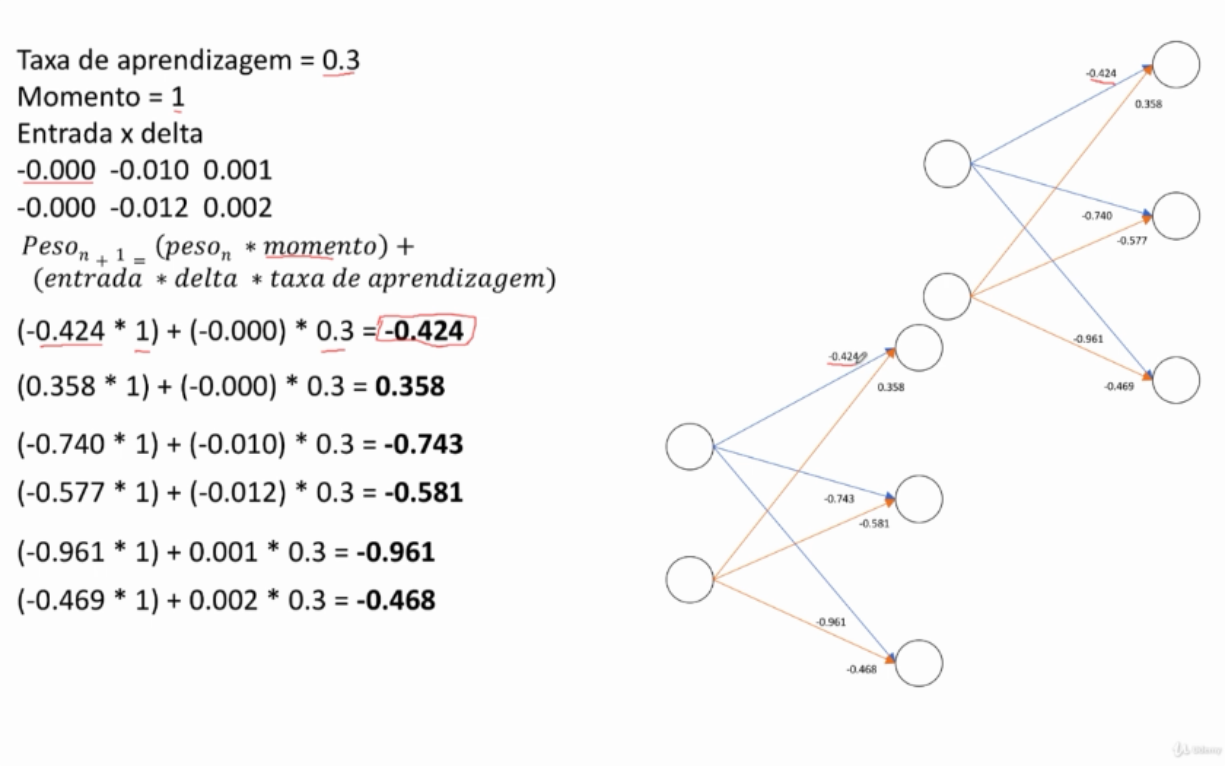 Taxa de aprendizagem = 0.3
Momento = 1
Entrada x delta
-0.000 -0.010 0.001
-0.000 -0.012 0.002
Peso n + 1 = (peso n * momento) +
(entrada * delta * taxa de aprendizagem)
(-0.424 * 1) + (-0.000) * 0.3 = -0.424
(0.358 * 1) + (-0.000) * 0.3 = 0.358
(-0.740 * 1) + (-0.010) * 0.3 = -0.743
(-0.577 * 1) + (-0.012) * 0.3 = -0.581
(-0.961 * 1) + 0.001 * 0.3 = -0.961
(-0.469 * 1) + 0.002 * 0.3 = -0.468
-0.424
0.358
-0.740
-0.577
-0.961
-0.469
-0.424
0.358
-0.743
-0.581
-0.961
-0.468
Udemy